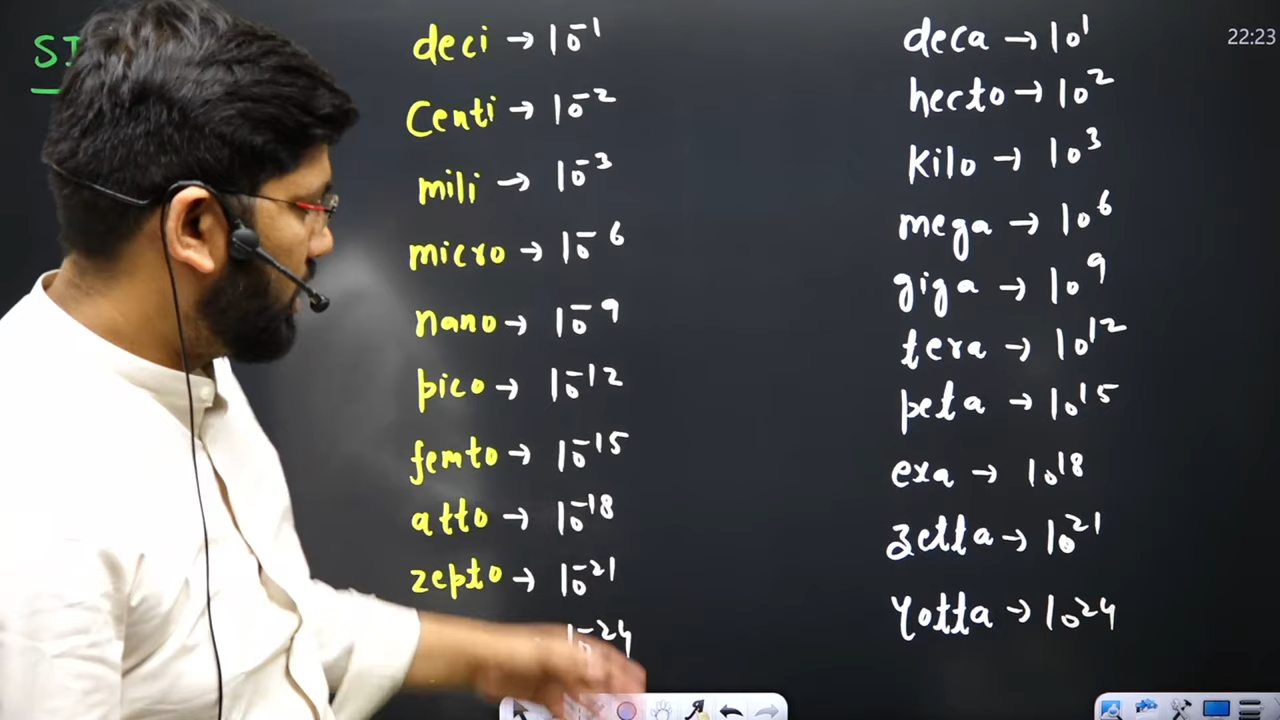 SI
deci → 10⁻¹
Centi → 10⁻²
mili → 10⁻³
micro → 10⁻⁶
nano → 10⁻⁹
pico → 10⁻¹²
femto → 10⁻¹⁵
atto → 10⁻¹⁸
zepto → 10⁻²¹
10⁻²⁴
deca → 10¹
hecto → 10²
Kilo → 10³
mega → 10⁶
giga → 10⁹
tera → 10¹²
peta → 10¹⁵
exa → 10¹⁸
zetta → 10²¹
Yotta → 10²⁴
22:23